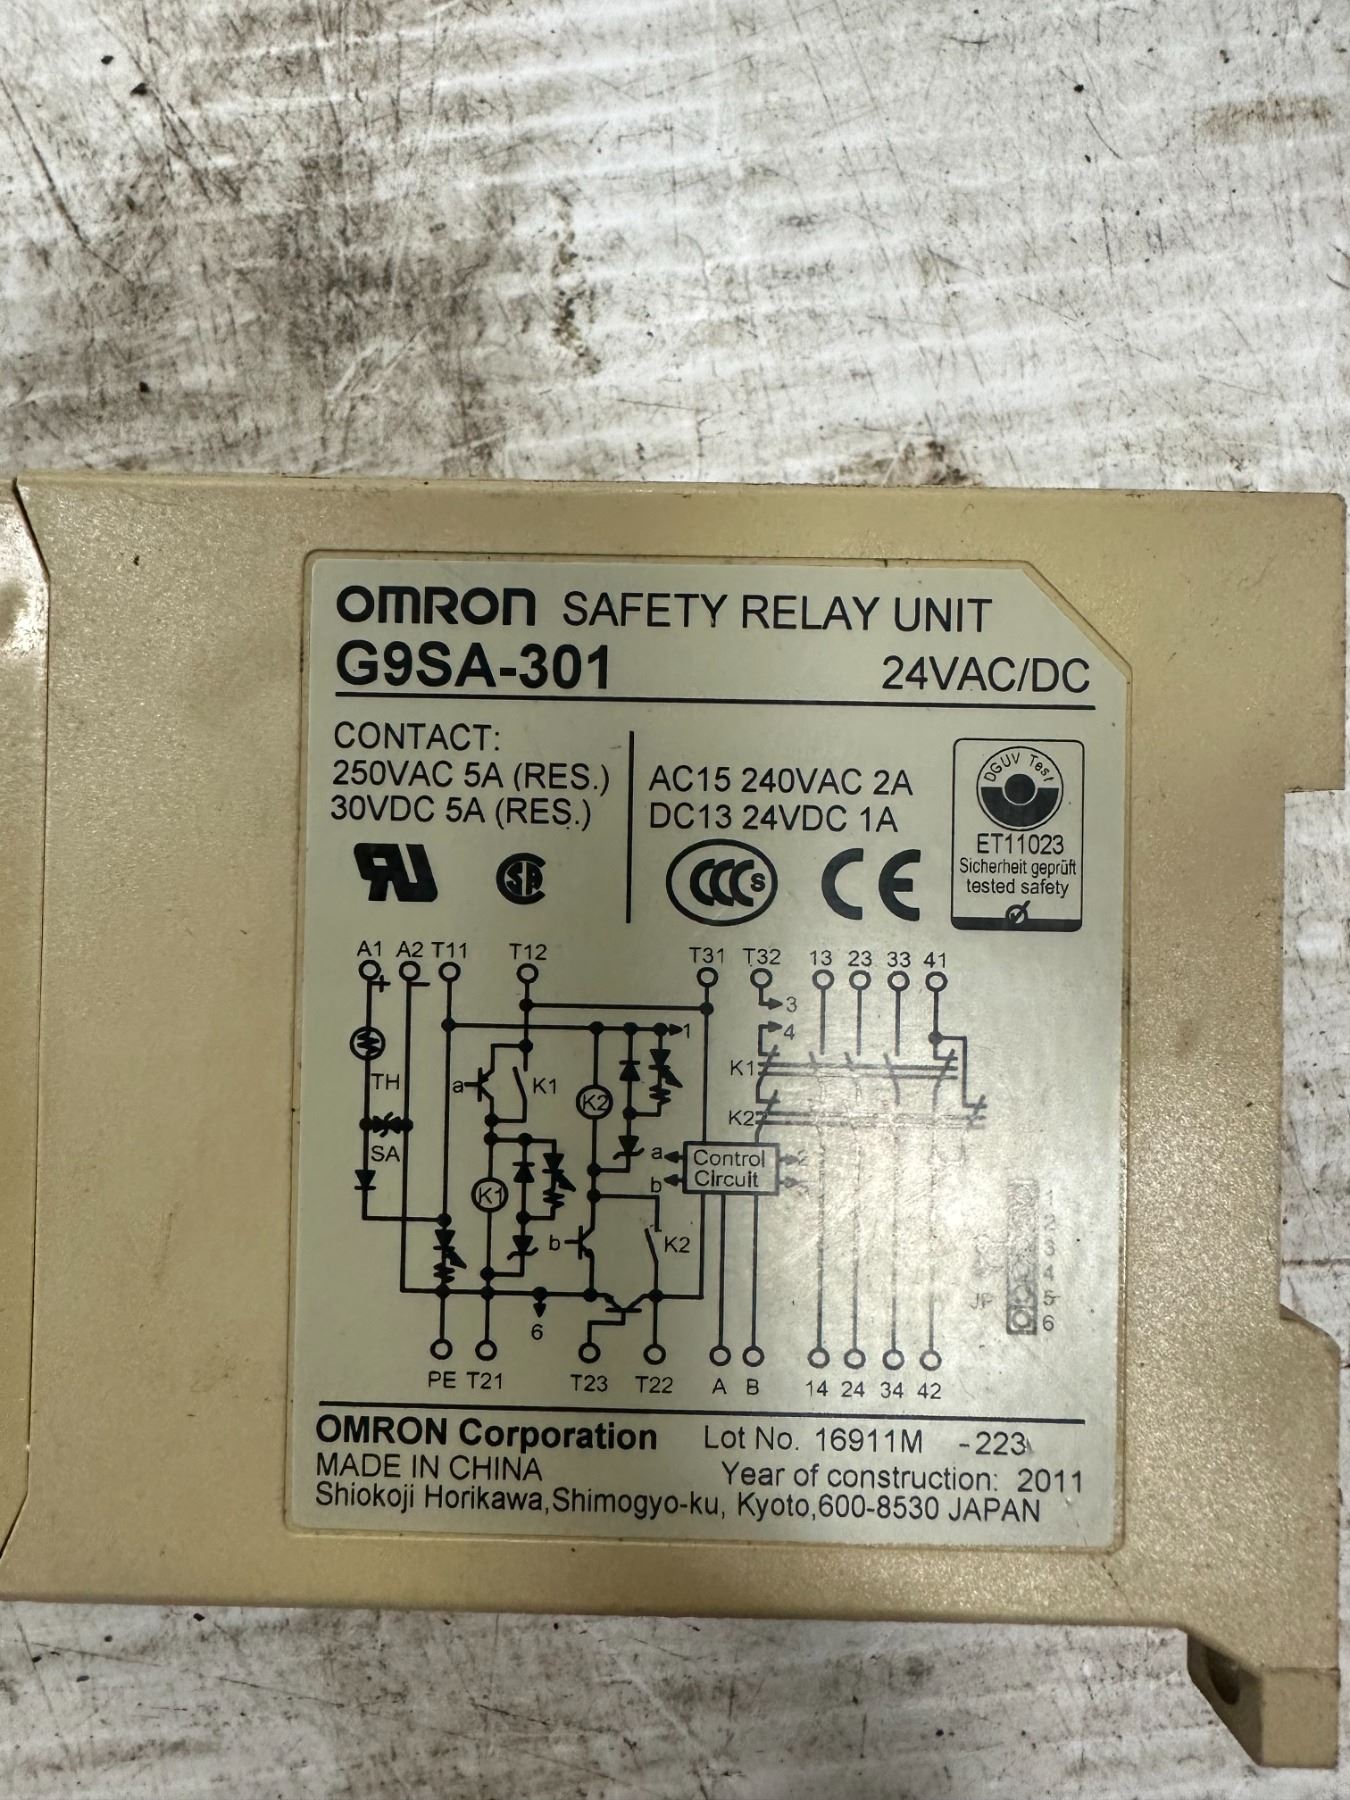 OMRON SAFETY RELAY UNIT
G9SA-301 24VAC/DC
CONTACT:
250VAC 5A (RES.)
30VDC 5A (RES.)
AC15 240VAC 2A
DC13 24VDC 1A
DGUV Test
ET11023
Sicherheit geprüft
tested safety
A1 A2 T11 T12 T31 T32 13 23 33 41
+ −
3
1 4
TH a K1 K2 K1
K2
SA a Control 2
b Circuit
K1 1
b K2 2
3
4
JP 5
6 6
PE T21 T23 T22 A B 14 24 34 42
OMRON Corporation Lot No. 16911M -223
MADE IN CHINA Year of construction: 2011
Shiokoji Horikawa,Shimogyo-ku, Kyoto,600-8530 JAPAN